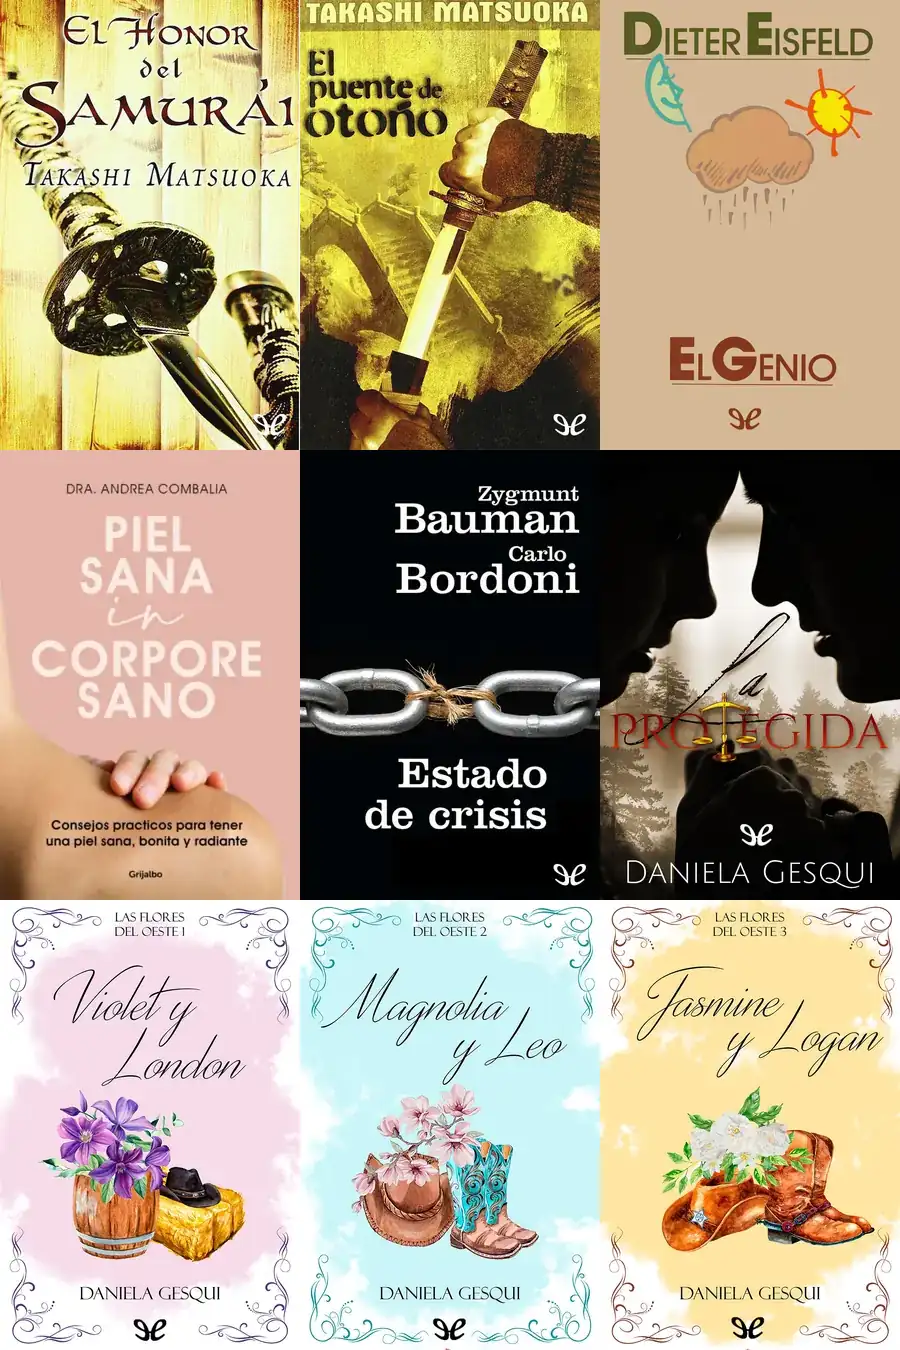 El Honor
del
Samurái
Takashi Matsuoka
TAKASHI MATSUOKA
El
puente de
otoño
DIETER EISFELD
EL GENIO
DRA. ANDREA COMBALIA
PIEL
SANA
in
CORPORE
SANO
Consejos practicos para tener
una piel sana, bonita y radiante
Grijalbo
Zygmunt
Bauman
Carlo
Bordoni
Estado
de crisis
La
PROTEGIDA
DANIELA GESQUI
LAS FLORES
DEL OESTE 1
Violet y
London
DANIELA GESQUI
LAS FLORES
DEL OESTE 2
Magnolia
y Leo
DANIELA GESQUI
LAS FLORES
DEL OESTE 3
Jasmine
y Logan
DANIELA GESQUI